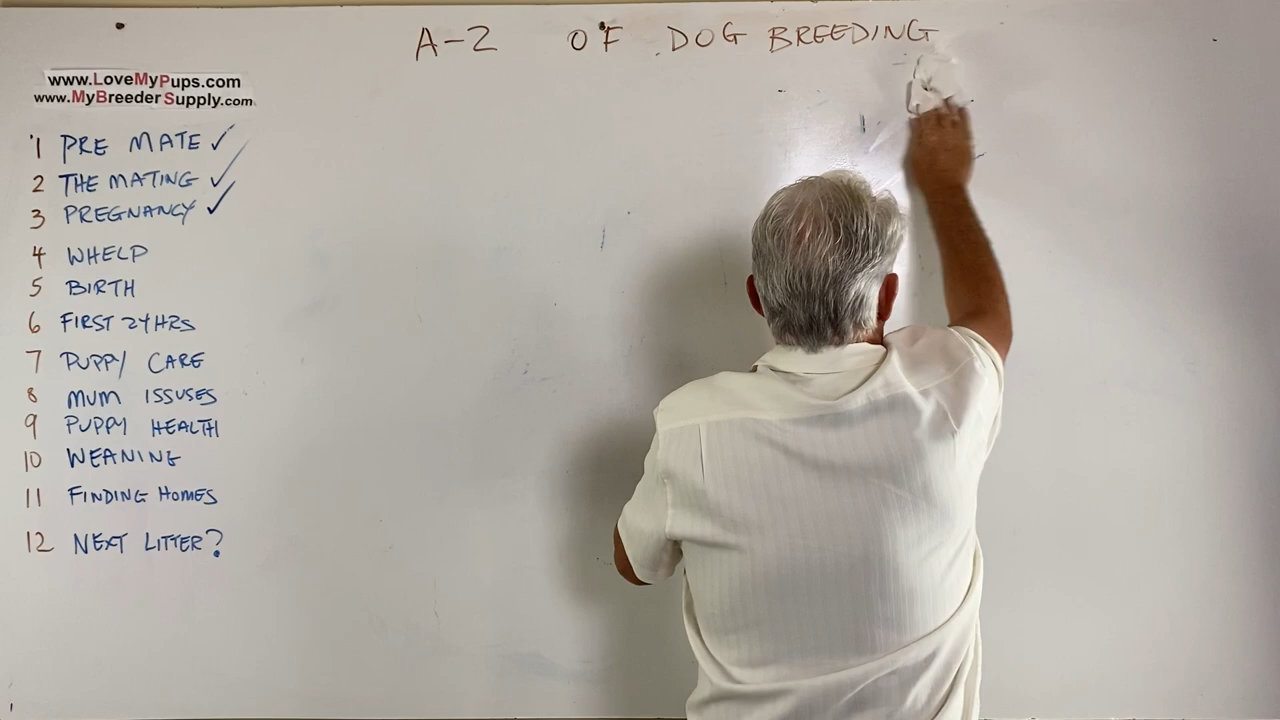 A-Z OF DOG BREEDING
www.LoveMyPups.com
www.MyBreederSupply.com
1 PRE MATE ✓
2 THE MATING ✓
3 PREGNANCY ✓
4 WHELP
5 BIRTH
6 FIRST 24HRS
7 PUPPY CARE
8 MUM ISSUSES
9 PUPPY HEALTH
10 WEANING
11 FINDING HOMES
12 NEXT LITTER?